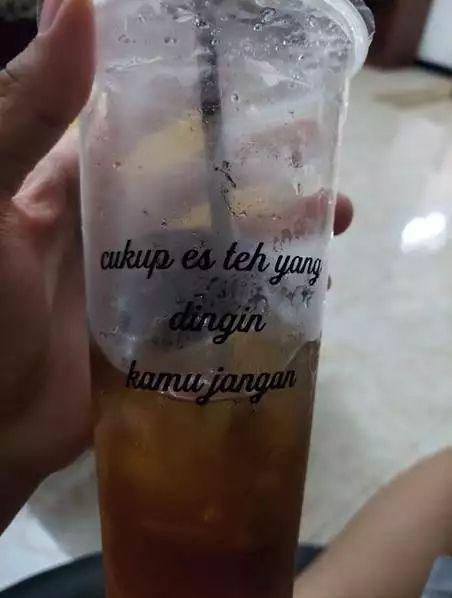 cukup es teh yang
dingin
kamu jangan